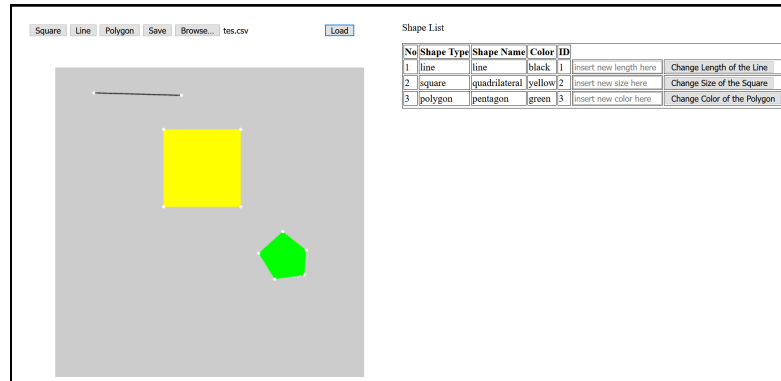 Square Line Polygon Save Browse... tes.csv Load
Shape List
No Shape Type Shape Name Color ID
1 line line black 1 insert new length here Change Length of the Line
2 square quadrilateral yellow 2 insert new size here Change Size of the Square
3 polygon pentagon green 3 insert new color here Change Color of the Polygon